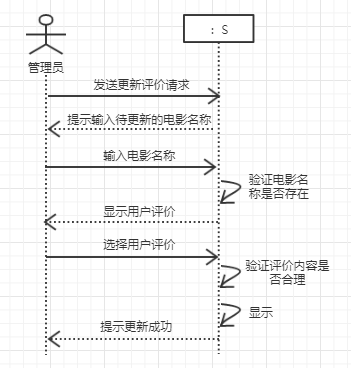 : S
管理员
发送更新评价请求
提示输入待更新的电影名称
输入电影名称
验证电影名
称是否存在
显示用户评价
选择用户评价
验证评价内容是
否合理
显示
提示更新成功